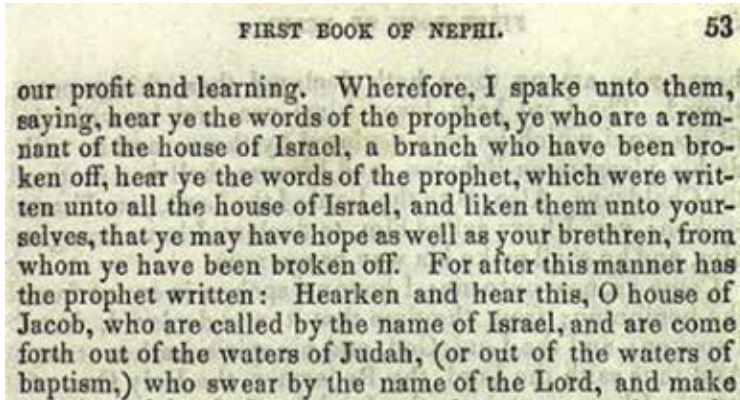 FIRST BOOK OF NEPHI. 53
our profit and learning. Wherefore, I spake unto them,
saying, hear ye the words of the prophet, ye who are a rem-
nant of the house of Israel, a branch who have been bro-
ken off, hear ye the words of the prophet, which were writ-
ten unto all the house of Israel, and liken them unto your-
selves, that ye may have hope as well as your brethren, from
whom ye have been broken off. For after this manner has
the prophet written: Hearken and hear this, O house of
Jacob, who are called by the name of Israel, and are come
forth out of the waters of Judah, (or out of the waters of
baptism,) who swear by the name of the Lord, and make